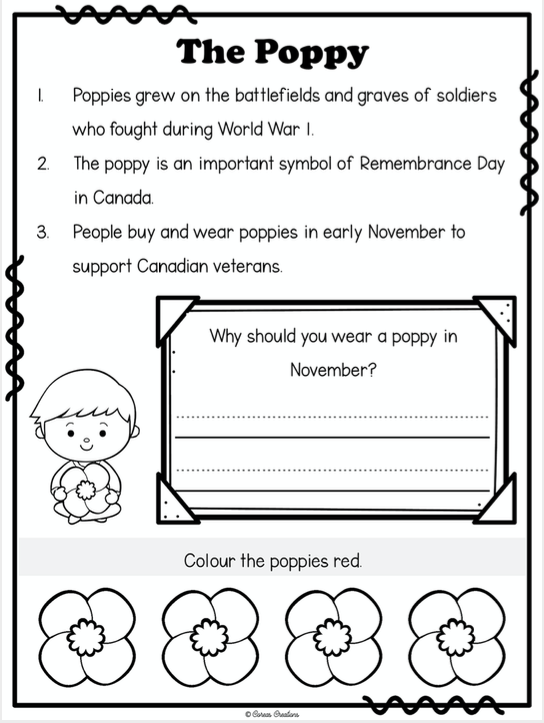 The Poppy
1. Poppies grew on the battlefields and graves of soldiers
who fought during World War 1.
2. The poppy is an important symbol of Remembrance Day
in Canada.
3. People buy and wear poppies in early November to
support Canadian veterans.
Why should you wear a poppy in
November?
Colour the poppies red.
© Coreas Creations